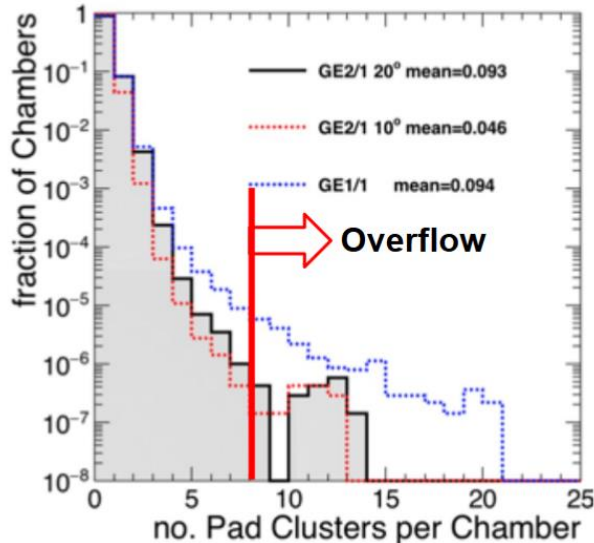 fraction of Chambers
1
10⁻¹
10⁻²
10⁻³
10⁻⁴
10⁻⁵
10⁻⁶
10⁻⁷
10⁻⁸
GE2/1 20° mean=0.093
GE2/1 10° mean=0.046
GE1/1 mean=0.094
Overflow
0 5 10 15 20 25
no. Pad Clusters per Chamber